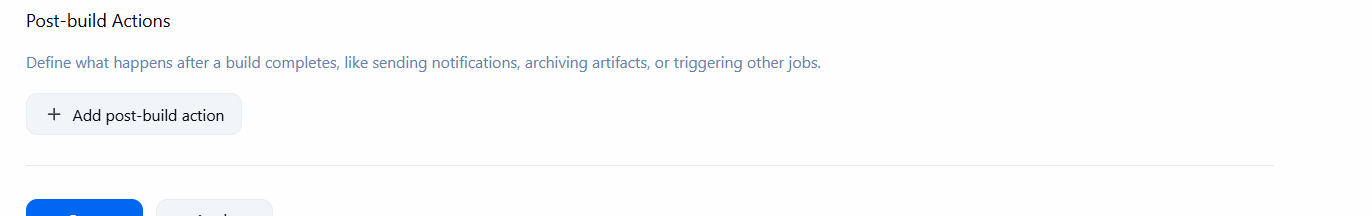 Post-build Actions
Define what happens after a build completes, like sending notifications, archiving artifacts, or triggering other jobs.
+ Add post-build action